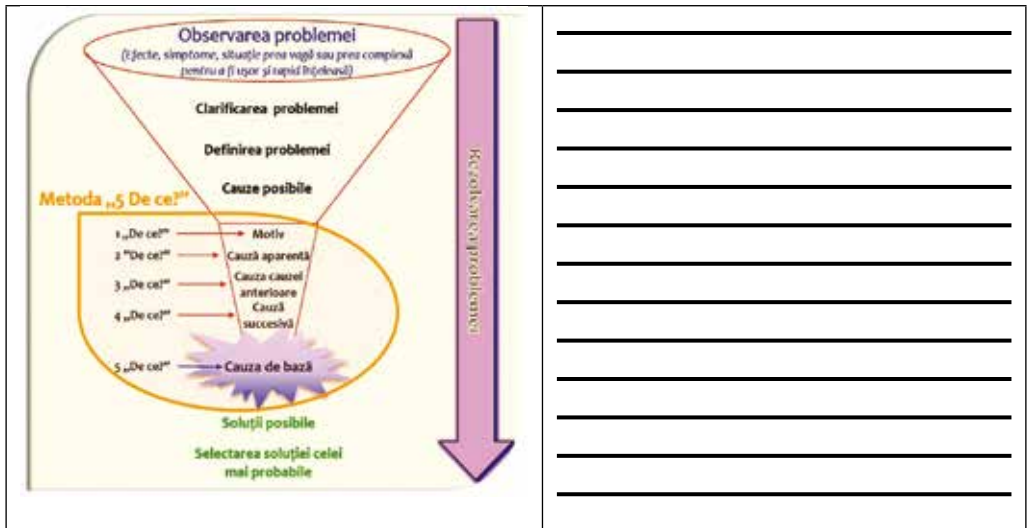 Observarea problemei
(Efecte, simptome, situație prea vagă sau prea complexă
pentru a fi ușor și rapid înțeleasă)
Clarificarea problemei
Definirea problemei
Cauze posibile
Metoda „5 De ce?”
1 „De ce?” Motiv
2 "De ce?” Cauză aparentă
3 „De ce?” Cauza cauzei
anterioare
4 „De ce?” Cauză
succesivă
5 „De ce?” Cauza de bază
Soluții posibile
Selectarea soluției celei
mai probabile
Rezolvarea problemei